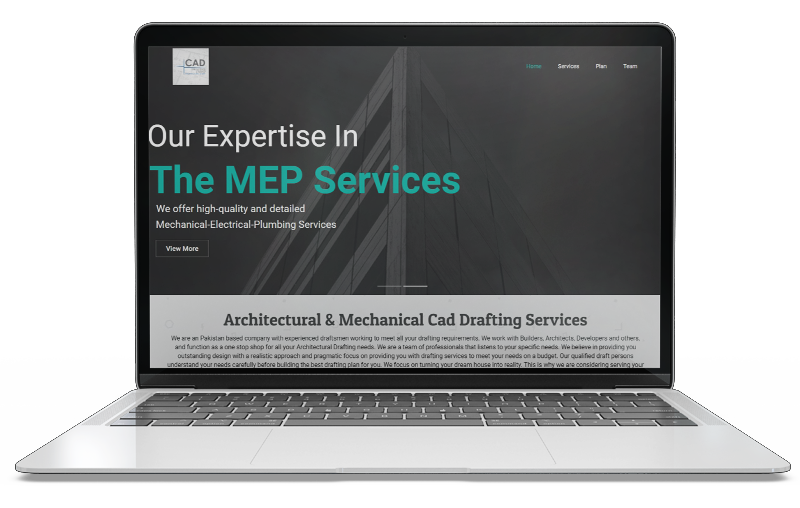 CAD
Home Services Plan Team
Our Expertise In
The MEP Services
We offer high-quality and detailed
Mechanical-Electrical-Plumbing Services
View More
Architectural & Mechanical Cad Drafting Services
We are an Pakistan based company with experienced draftsmen working to meet all your drafting requirements. We work with Builders, Architects, Developers and others,
and function as a one stop shop for all your Architectural Drafting needs. We are a team of professionals that listens to your specific needs. We believe in providing you
outstanding design with a realistic approach and pragmatic focus on providing you with drafting services to meet your needs on a budget. Our qualified draft persons
understand your needs carefully before building the best drafting plan for you. We focus on turning your dream house into reality. This is why we are considering serving your